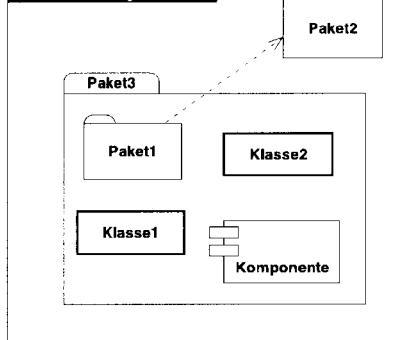 Paket2
Paket3
Paket1
Klasse2
Klasse1
Komponente